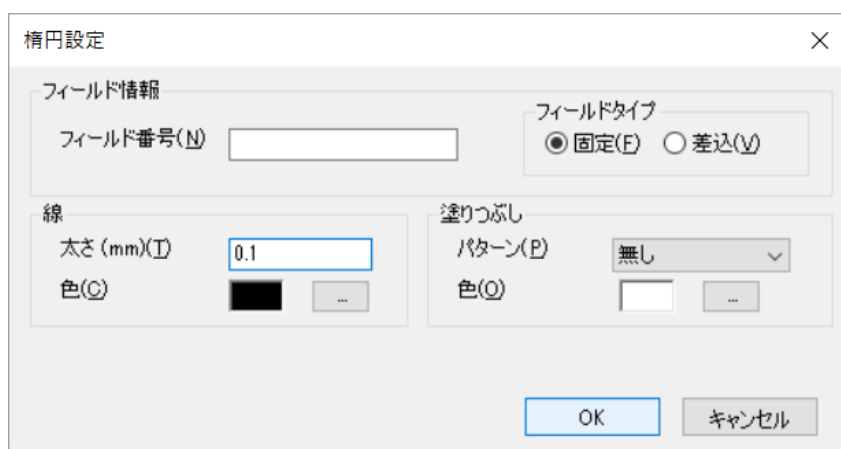 楕円設定
フィールド情報
フィールド番号(N)
フィールドタイプ
固定(F) 差込(V)
線
太さ(mm)(T) 0.1
色(C) ...
塗りつぶし
パターン(P) 無し
色(O) ...
OK キャンセル